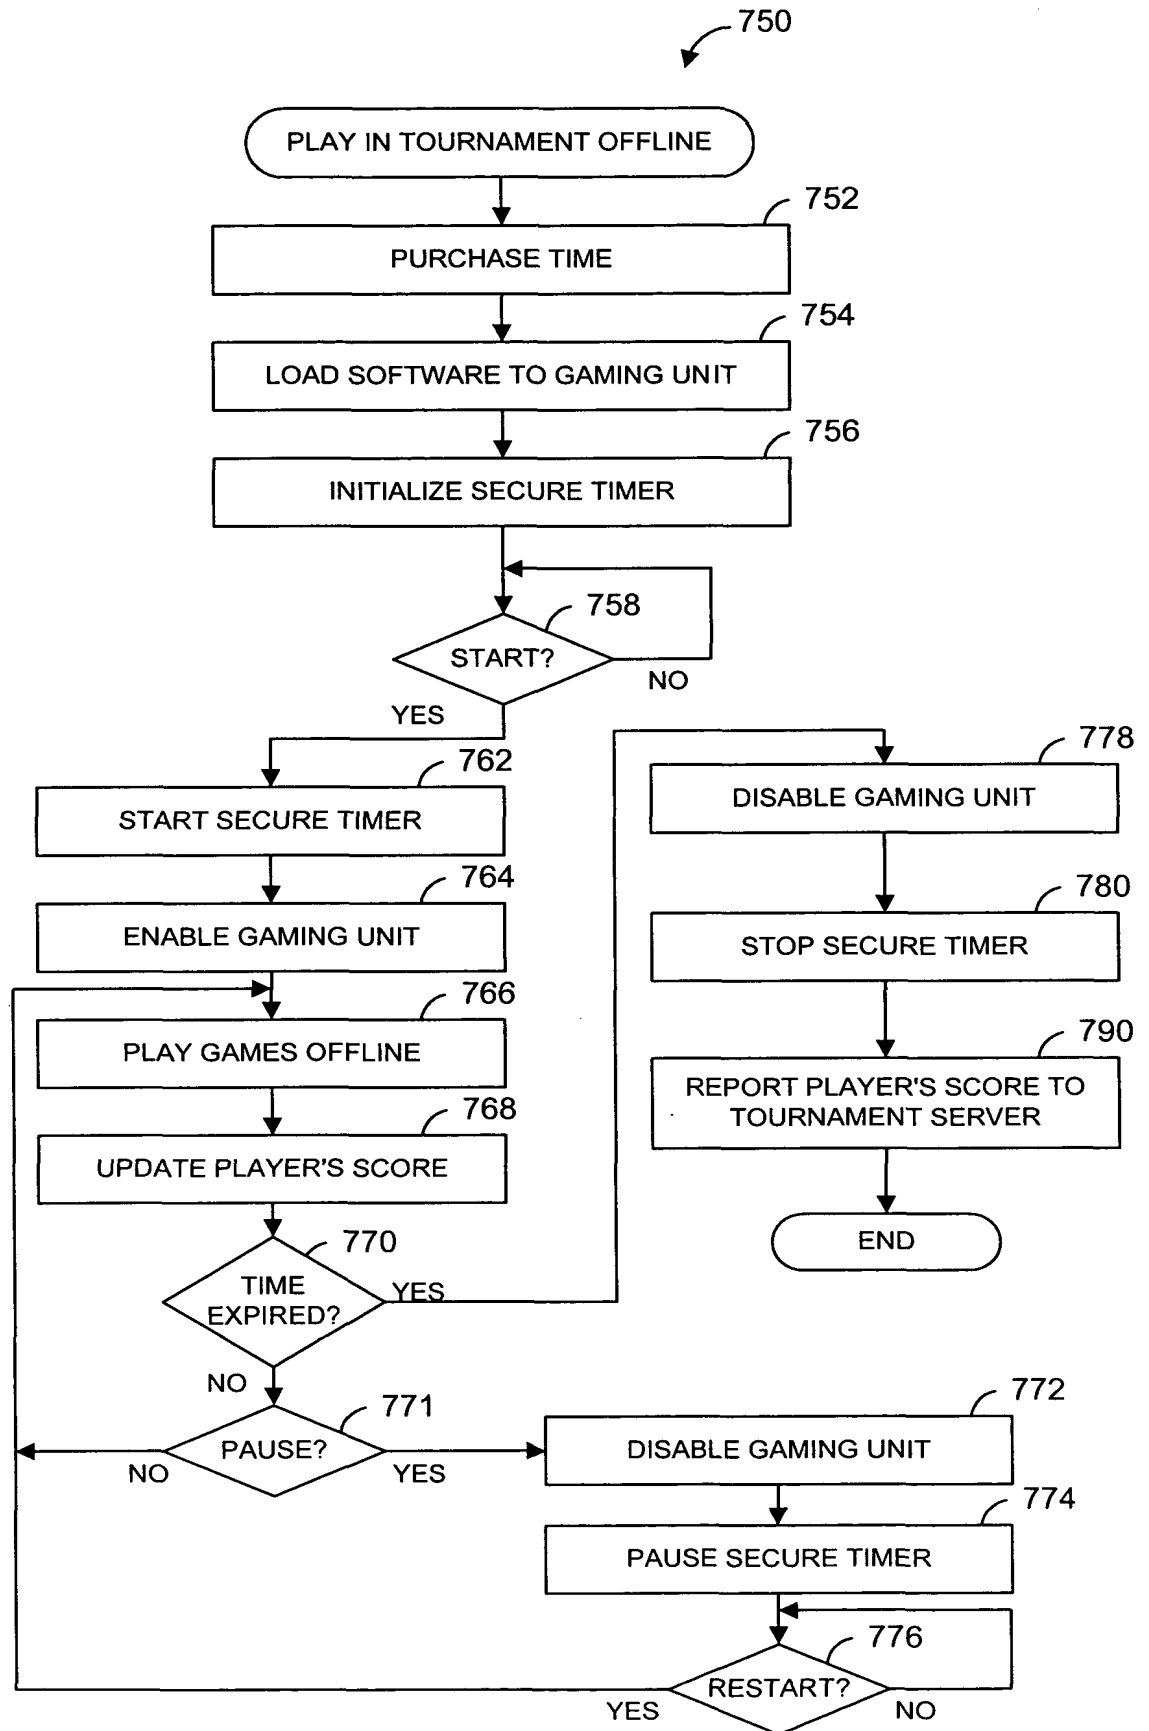 750
PLAY IN TOURNAMENT OFFLINE
752
PURCHASE TIME
754
LOAD SOFTWARE TO GAMING UNIT
756
INITIALIZE SECURE TIMER
758
START?
NO
YES
762
START SECURE TIMER
764
ENABLE GAMING UNIT
766
PLAY GAMES OFFLINE
768
UPDATE PLAYER'S SCORE
770
TIME
EXPIRED?
YES
NO
771
PAUSE?
NO
YES
772
DISABLE GAMING UNIT
774
PAUSE SECURE TIMER
776
RESTART?
YES
NO
778
DISABLE GAMING UNIT
780
STOP SECURE TIMER
790
REPORT PLAYER'S SCORE TO
TOURNAMENT SERVER
END